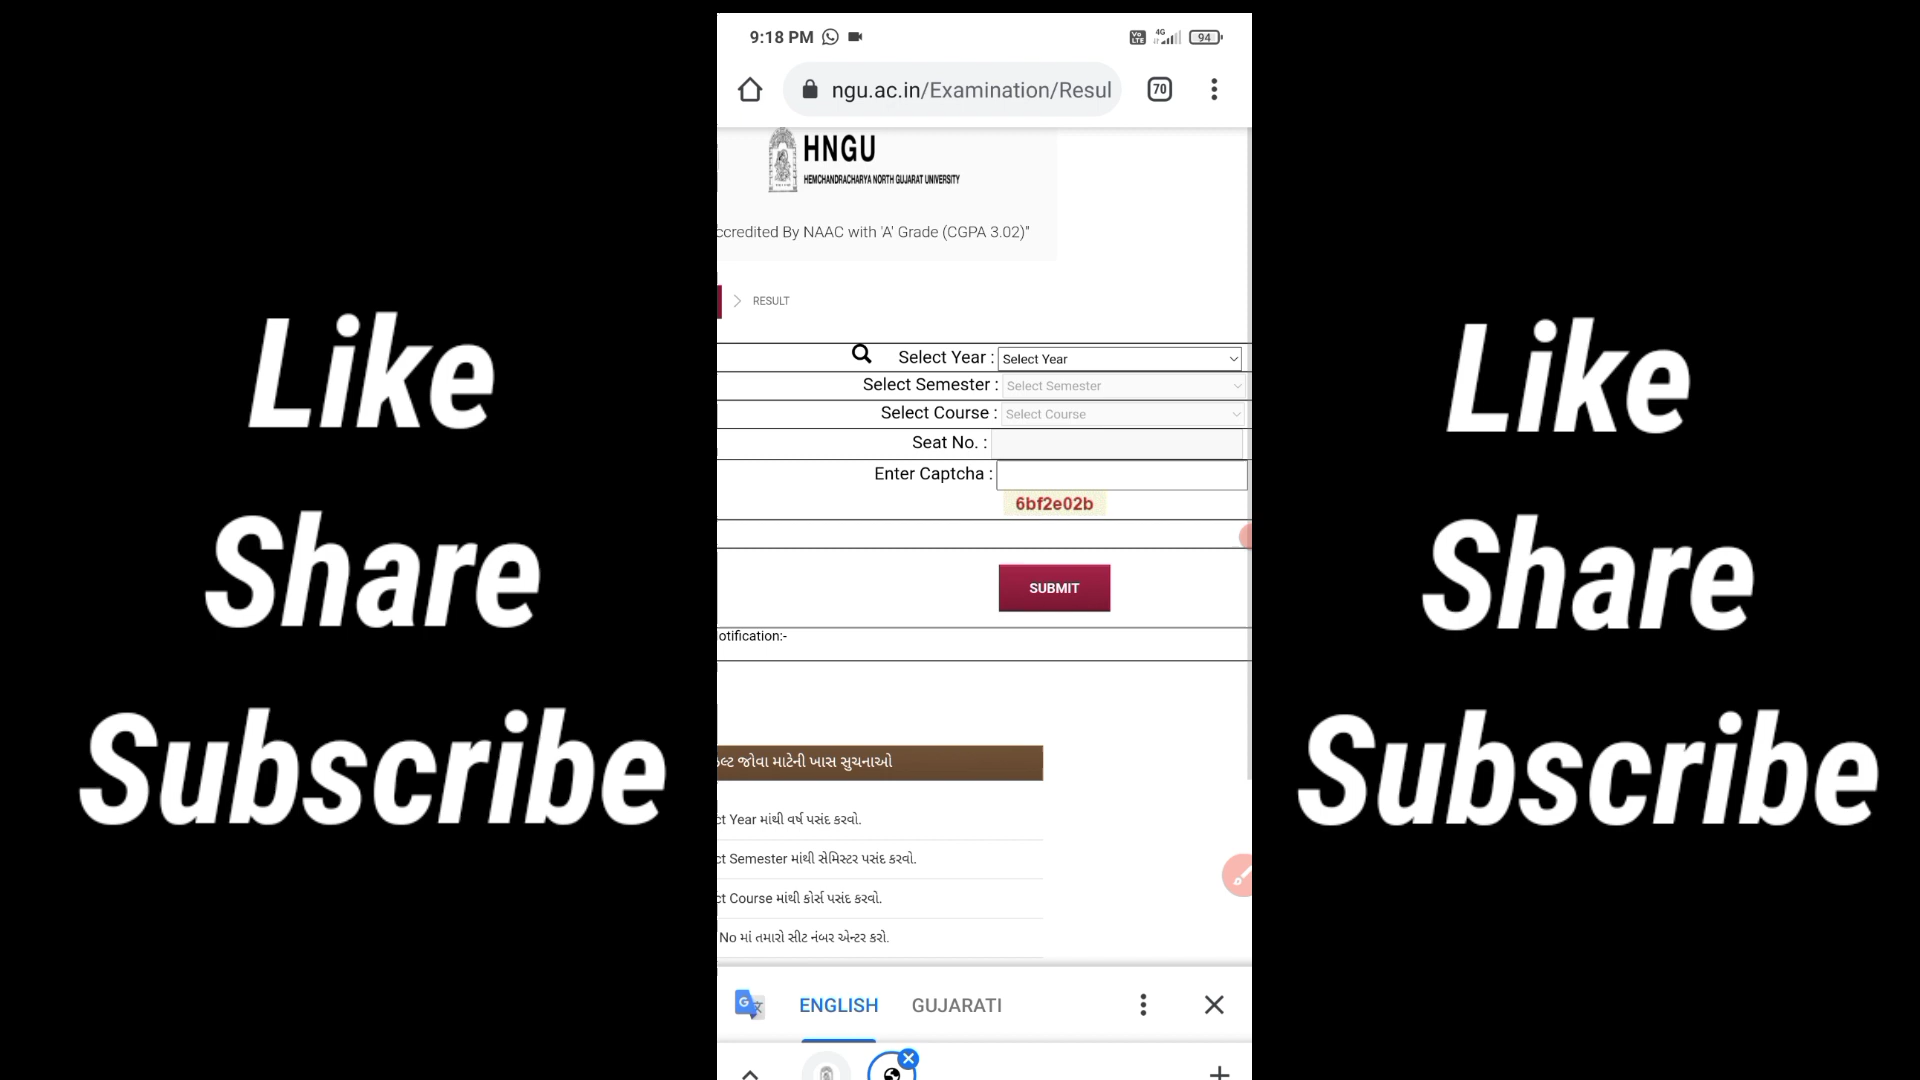 Like
Share
Subscribe
9:18 PM
Vo LTE 4G 94
ngu.ac.in/Examination/Resul
70
HNGU
HEMCHANDRACHARYA NORTH GUJARAT UNIVERSITY
ccredited By NAAC with 'A' Grade (CGPA 3.02)"
RESULT
Select Year : Select Year
Select Semester : Select Semester
Select Course : Select Course
Seat No. :
Enter Captcha :
6bf2e02b
SUBMIT
otification:-
જોવા માટેની ખાસ સુચનાઓ
ct Year માંથી વર્ષ પસંદ કરવો.
ct Semester માંથી સેમિસ્ટર પસંદ કરવો.
ct Course માંથી કોર્સ પસંદ કરવો.
No માં તમારો સીટ નંબર એન્ટર કરો.
ENGLISH GUJARATI
Like
Share
Subscribe